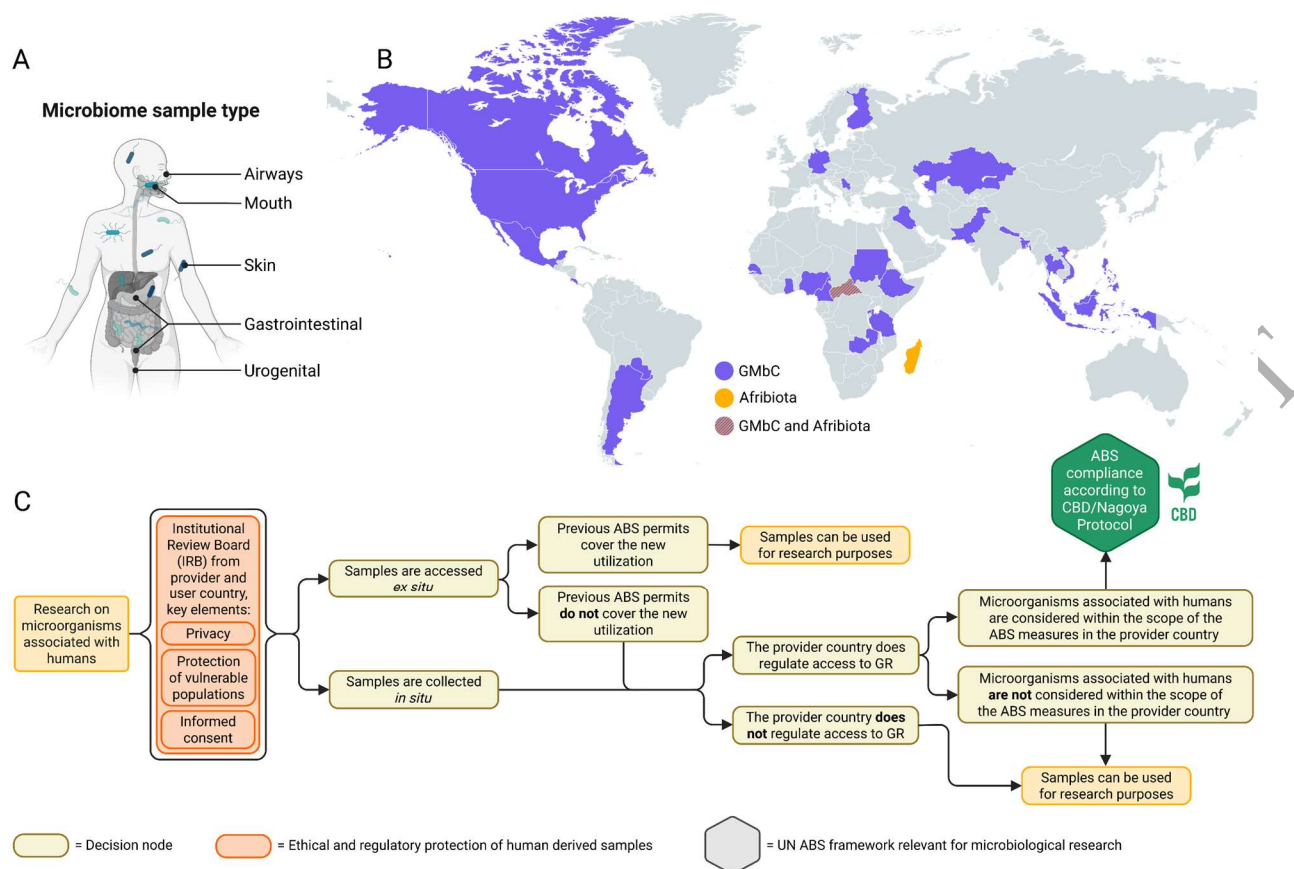 A
Microbiome sample type
Airways
Mouth
Skin
Gastrointestinal
Urogenital
B
GMbC
Afribiota
GMbC and Afribiota
C
Research on
microorganisms
associated with
humans
Institutional
Review Board
(IRB) from
provider and
user country,
key elements:
Privacy
Protection
of vulnerable
populations
Informed
consent
Samples are accessed
ex situ
Samples are collected
in situ
Previous ABS permits
cover the new
utilization
Previous ABS permits
do not cover the new
utilization
Samples can be used
for research purposes
The provider country does
regulate access to GR
The provider country does
not regulate access to GR
Microorganisms associated with humans
are considered within the scope of
the ABS measures in the provider country
Microorganisms associated with humans
are not considered within the scope of
the ABS measures in the provider country
ABS
compliance
according to
CBD/Nagoya
Protocol
CBD
Samples can be used
for research purposes
= Decision node
= Ethical and regulatory protection of human derived samples
= UN ABS framework relevant for microbiological research